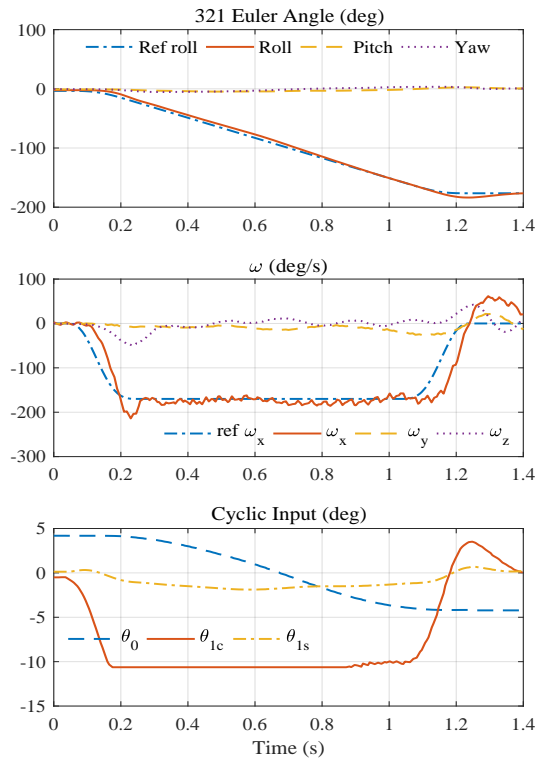 321 Euler Angle (deg)
100
Ref roll Roll Pitch Yaw
0
-100
-200
0 0.2 0.4 0.6 0.8 1 1.2 1.4
ω (deg/s)
100
0
-100
-200
ref ω_x ω_x ω_y ω_z
-300
0 0.2 0.4 0.6 0.8 1 1.2 1.4
Cyclic Input (deg)
5
0
-5
θ_0 θ_1c θ_1s
-10
-15
0 0.2 0.4 0.6 0.8 1 1.2 1.4
Time (s)